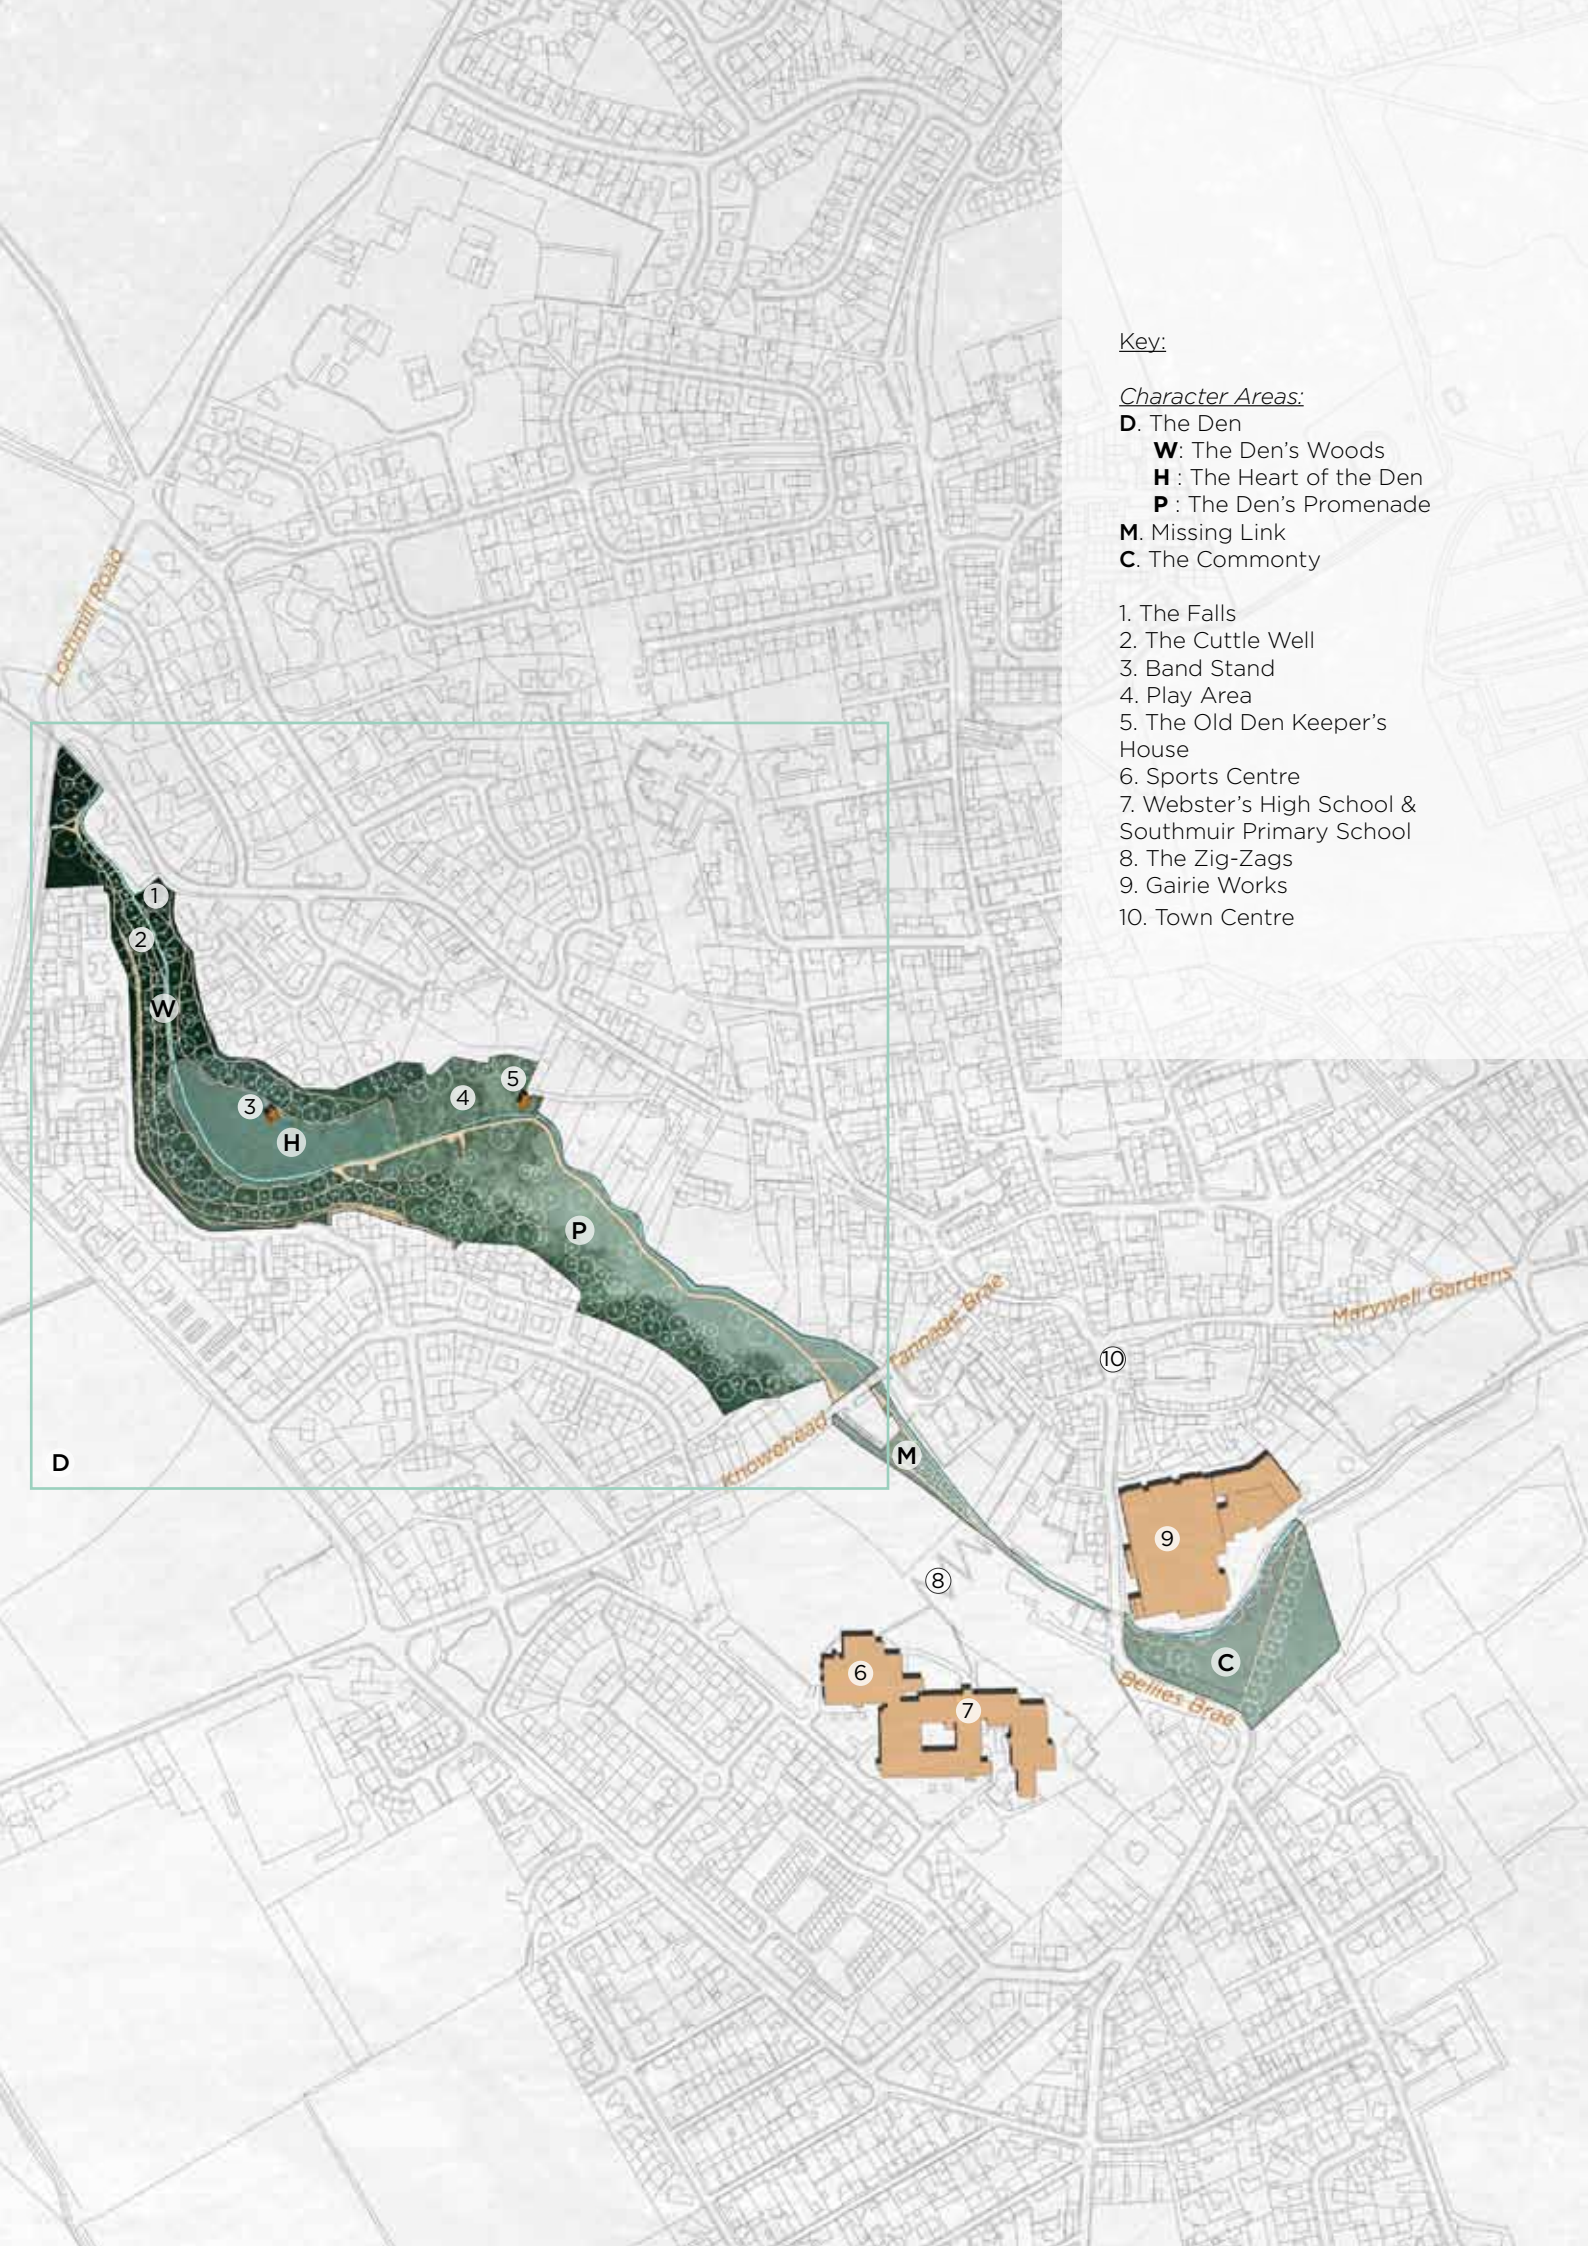 Key:
Character Areas:
D. The Den
W: The Den's Woods
H : The Heart of the Den
P : The Den's Promenade
M. Missing Link
C. The Commonty
1. The Falls
2. The Cuttle Well
3. Band Stand
4. Play Area
5. The Old Den Keeper's
House
6. Sports Centre
7. Webster's High School &
Southmuir Primary School
8. The Zig-Zags
9. Gairie Works
10. Town Centre
Lochmill Road
1
2
W
3
H
4
5
P
D
Knowehead
Tannage Brae
M
Marywell Gardens
10
9
8
6
7
C
Bellies Brae